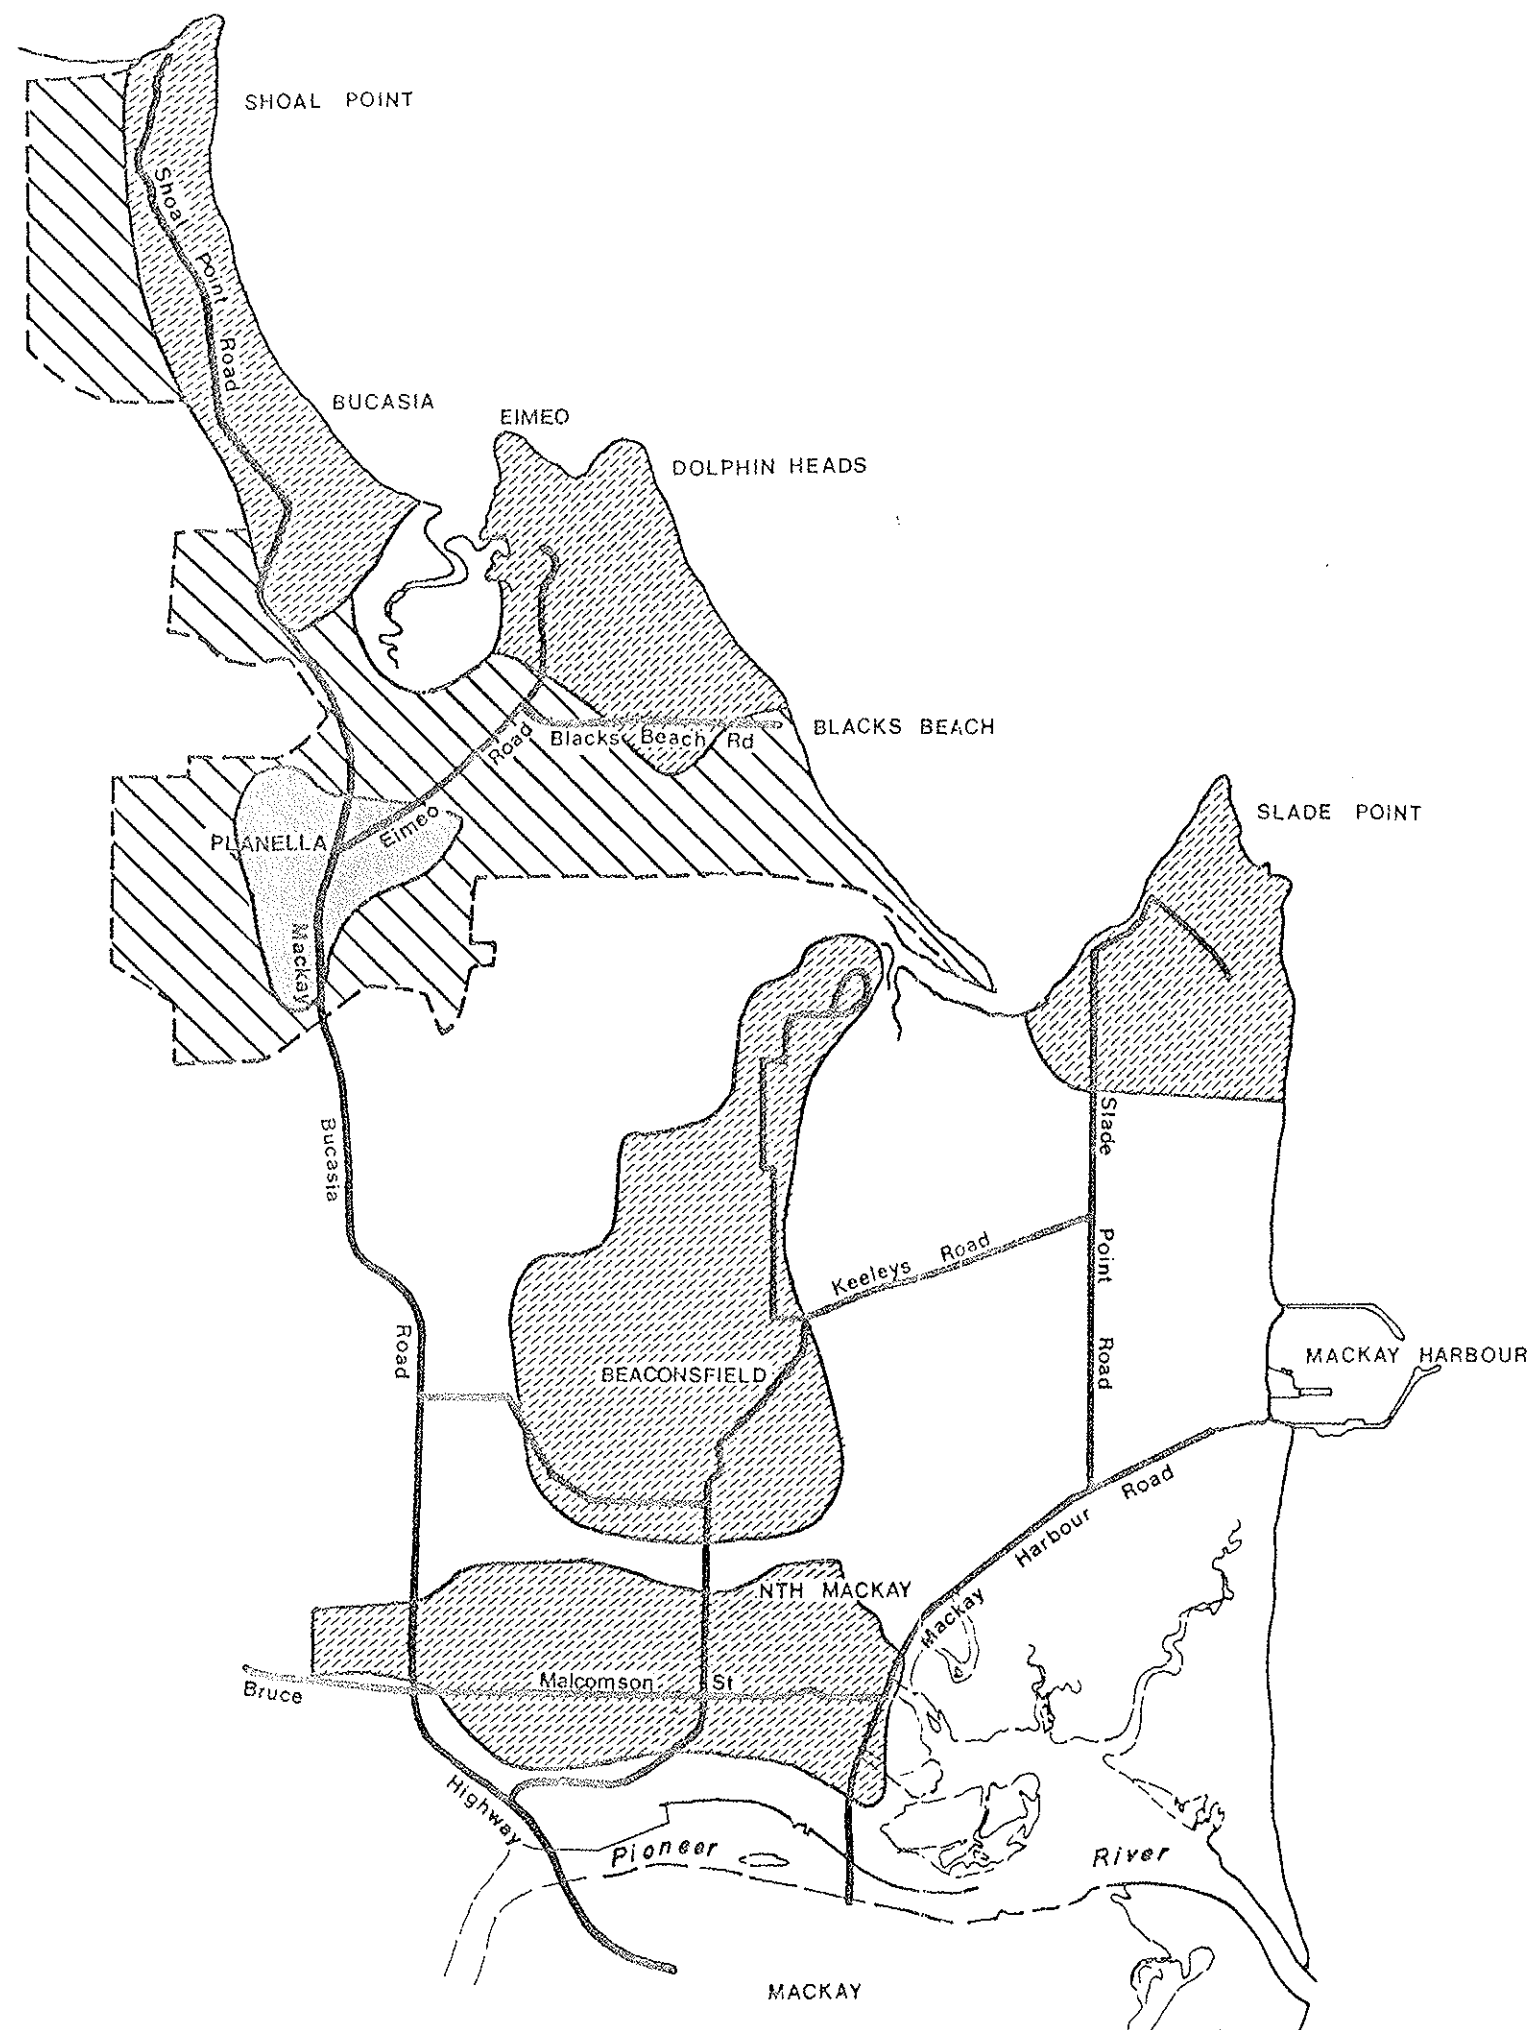 SHOAL POINT
Shoal Point Road
BUCASIA
EIMEO
DOLPHIN HEADS
Blacks Beach Rd
BLACKS BEACH
Eimeo Road
PLANELLA
SLADE POINT
Mackay Bucasia Road
Slade Point Road
Keeleys Road
BEACONSFIELD
MACKAY HARBOUR
Mackay Harbour Road
NTH MACKAY
Malcomson St
Bruce Highway
Pioneer River
MACKAY